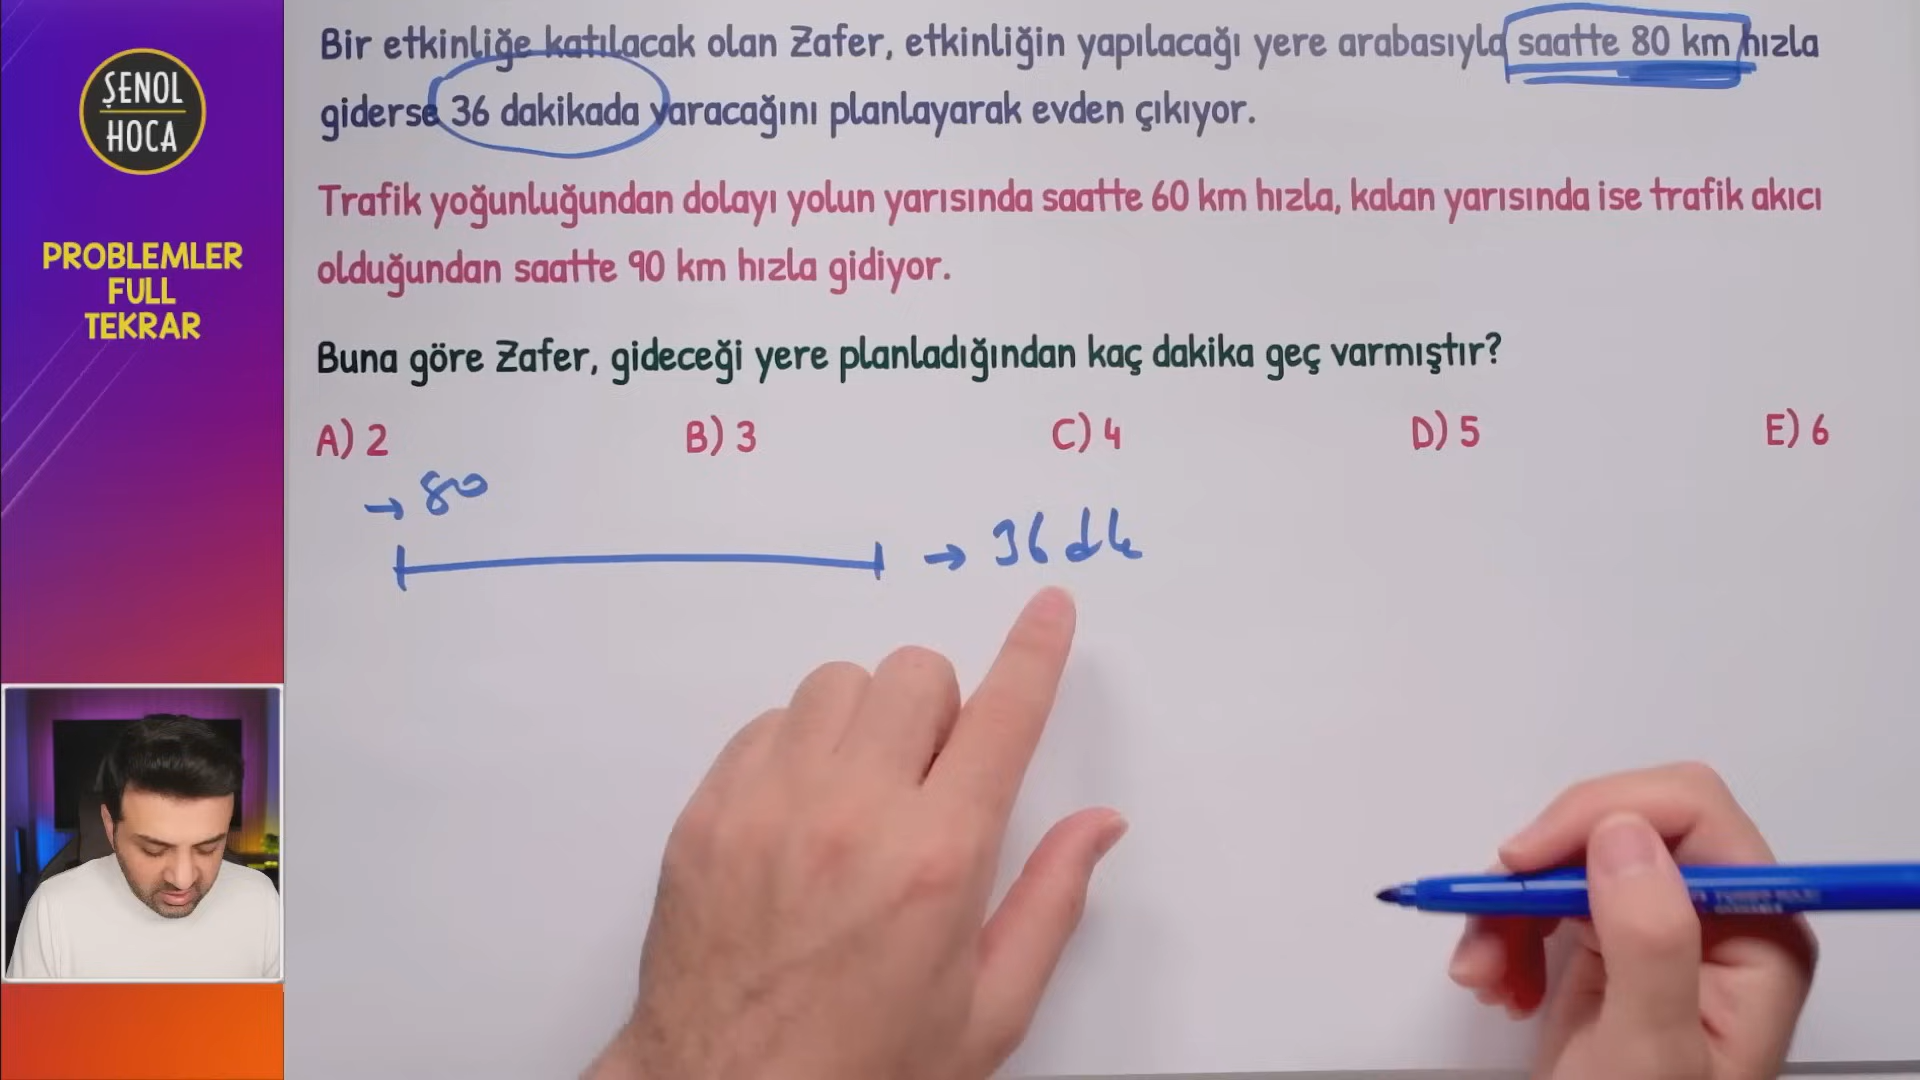 ŞENOL
HOCA
PROBLEMLER
FULL
TEKRAR
Bir etkinliğe katılacak olan Zafer, etkinliğin yapılacağı yere arabasıyla saatte 80 km hızla
giderse 36 dakikada varacağını planlayarak evden çıkıyor.
Trafik yoğunluğundan dolayı yolun yarısında saatte 60 km hızla, kalan yarısında ise trafik akıcı
olduğundan saatte 90 km hızla gidiyor.
Buna göre Zafer, gideceği yere planladığından kaç dakika geç varmıştır?
A) 2 B) 3 C) 4 D) 5 E) 6
→ 80
→ 36 dk